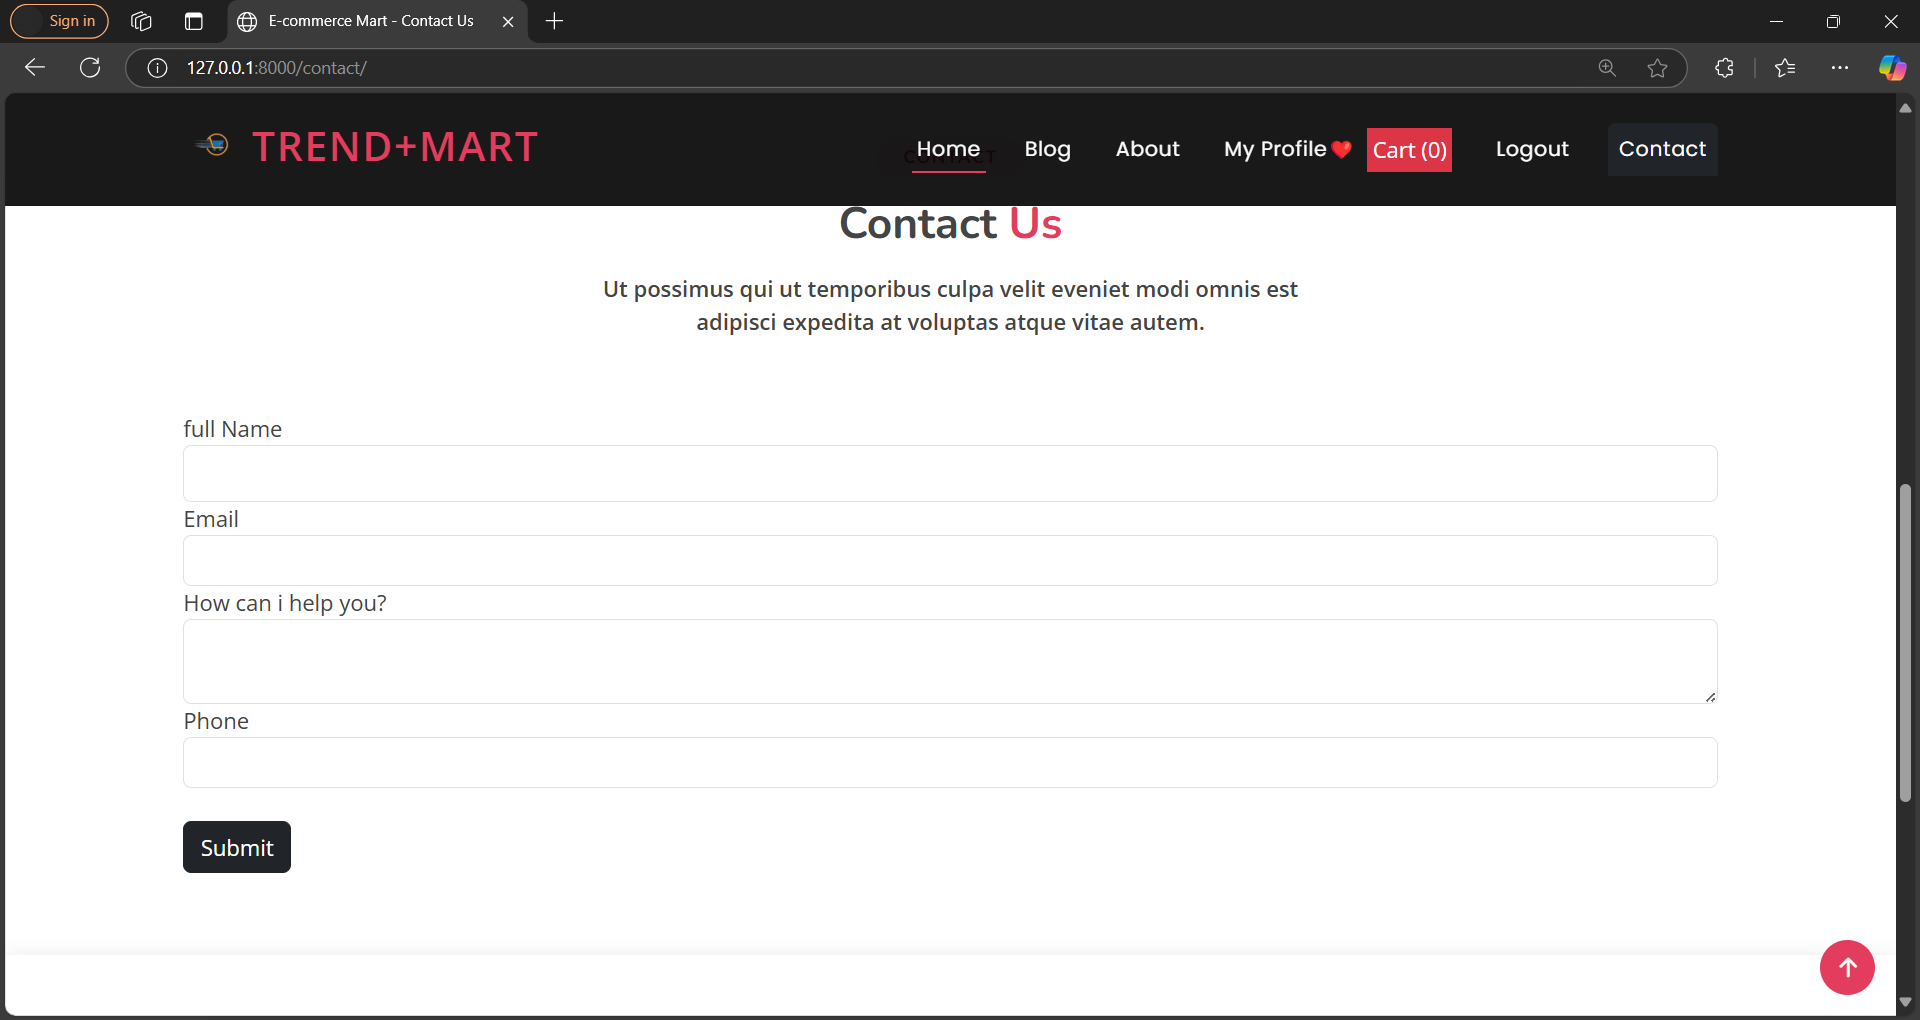 Sign in
E-commerce Mart - Contact Us
127.0.0.1:8000/contact/
TREND+MART
Home Blog About My Profile❤️ Cart (0) Logout Contact
CONTACT
Contact Us
Ut possimus qui ut temporibus culpa velit eveniet modi omnis est
adipisci expedita at voluptas atque vitae autem.
full Name
Email
How can i help you?
Phone
Submit